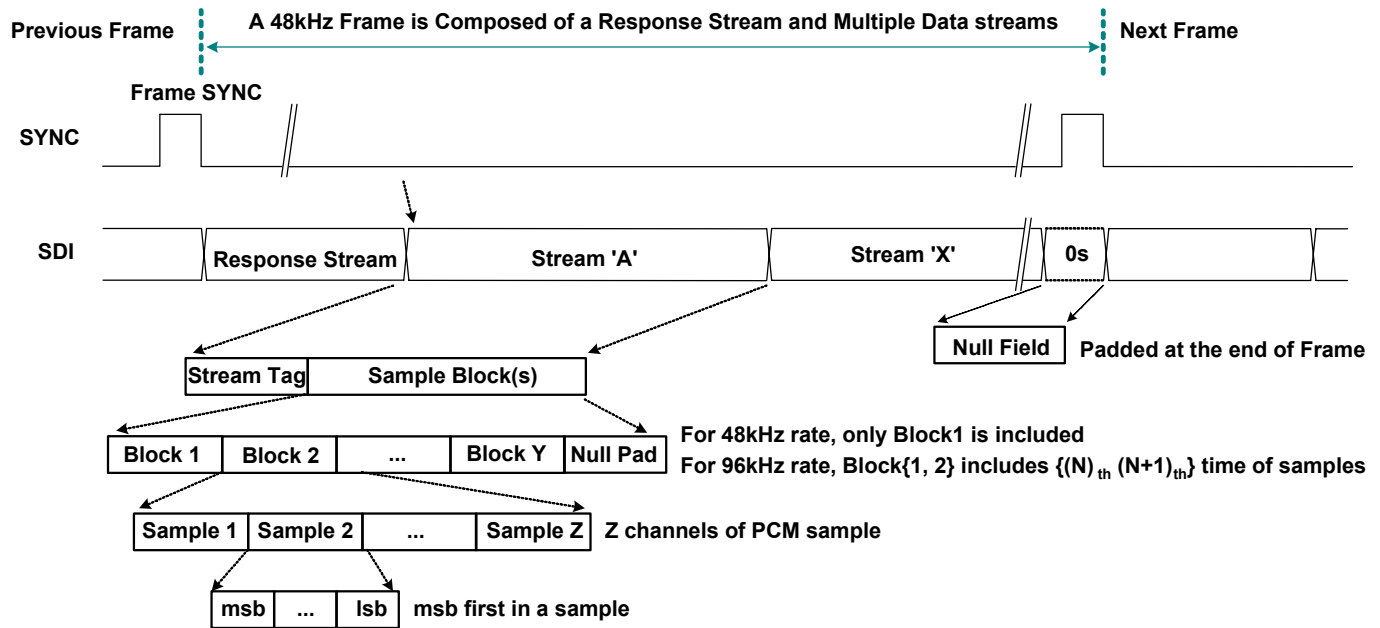 A 48kHz Frame is Composed of a Response Stream and Multiple Data streams
Previous Frame
Next Frame
Frame SYNC
SYNC
SDI
Response Stream
Stream 'A'
Stream 'X'
0s
Null Field
Padded at the end of Frame
Stream Tag
Sample Block(s)
Block 1
Block 2
...
Block Y
Null Pad
For 48kHz rate, only Block1 is included
For 96kHz rate, Block{1, 2} includes {(N)th (N+1)th} time of samples
Sample 1
Sample 2
...
Sample Z
Z channels of PCM sample
msb
...
lsb
msb first in a sample